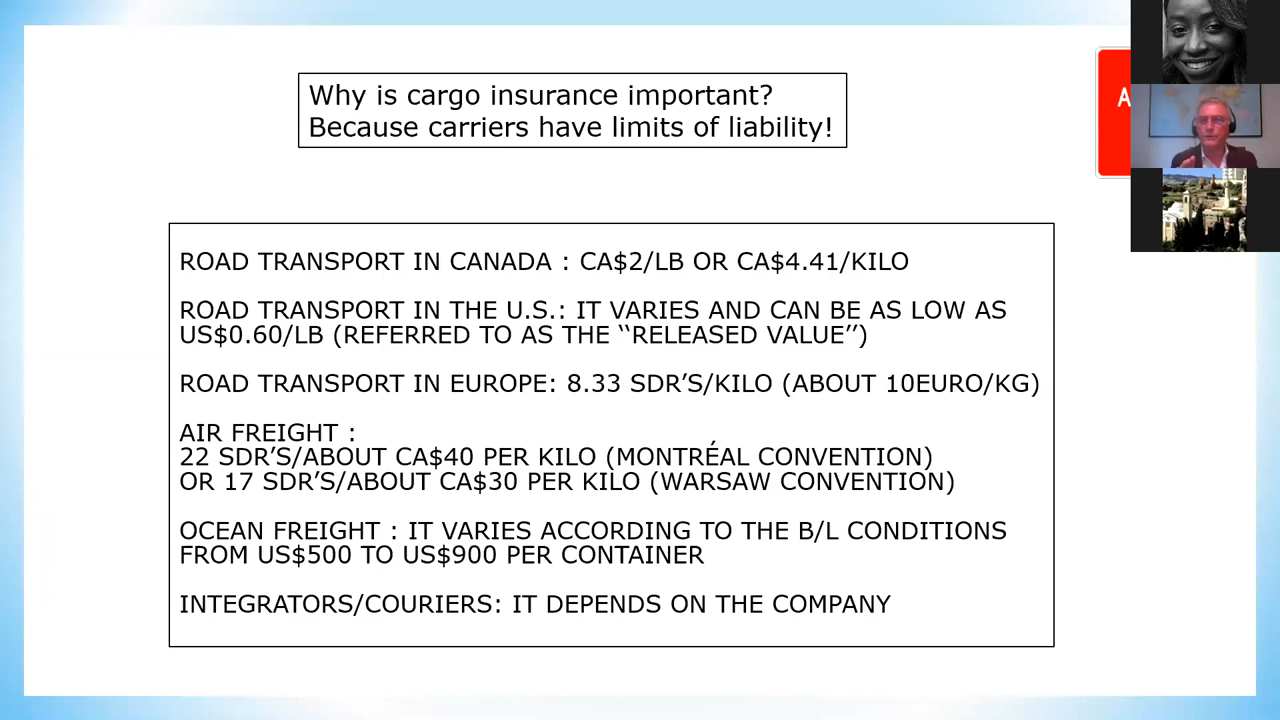 Why is cargo insurance important?
Because carriers have limits of liability!
A
ROAD TRANSPORT IN CANADA : CA$2/LB OR CA$4.41/KILO
ROAD TRANSPORT IN THE U.S.: IT VARIES AND CAN BE AS LOW AS
US$0.60/LB (REFERRED TO AS THE ‘‘RELEASED VALUE’’)
ROAD TRANSPORT IN EUROPE: 8.33 SDR’S/KILO (ABOUT 10EURO/KG)
AIR FREIGHT :
22 SDR’S/ABOUT CA$40 PER KILO (MONTRÉAL CONVENTION)
OR 17 SDR’S/ABOUT CA$30 PER KILO (WARSAW CONVENTION)
OCEAN FREIGHT : IT VARIES ACCORDING TO THE B/L CONDITIONS
FROM US$500 TO US$900 PER CONTAINER
INTEGRATORS/COURIERS: IT DEPENDS ON THE COMPANY